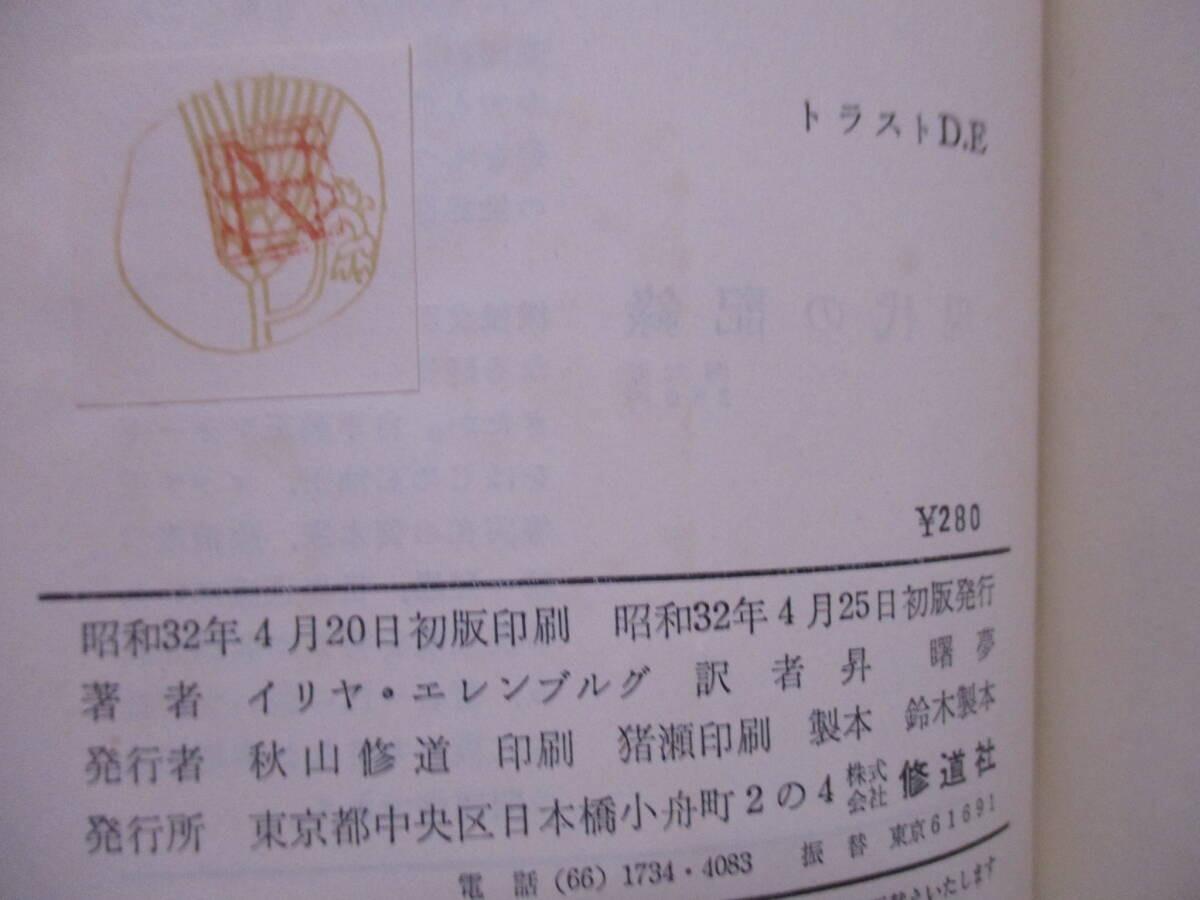 トラストD.E
¥280
昭和32年4月20日初版印刷 昭和32年4月25日初版発行
著者 イリヤ・エレンブルグ 訳者 昇曙夢
発行者 秋山修道 印刷 猪瀬印刷 製本 鈴木製本
発行所 東京都中央区日本橋小舟町2の4 株式会社 修道社
電話 (66) 1734・4083 振替 東京61691
いたします